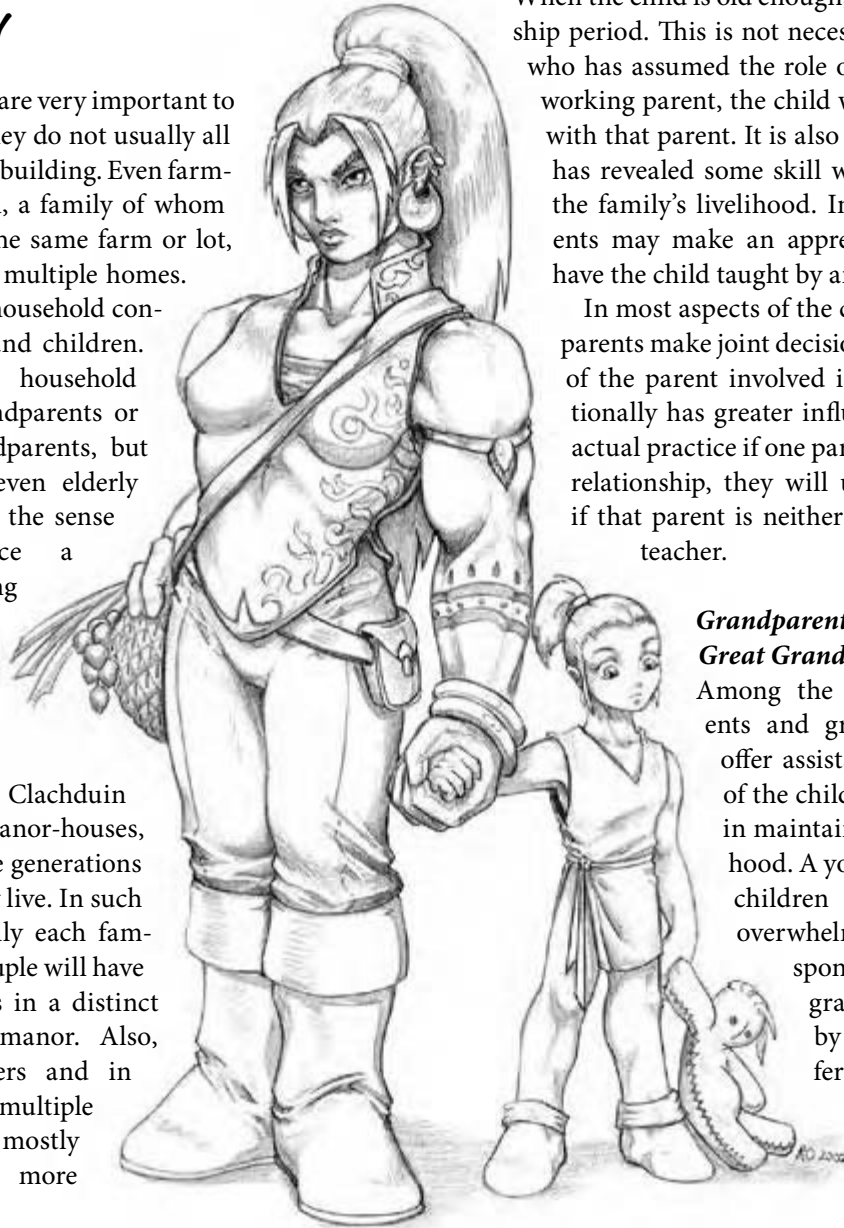 are very important to
ey do not usually all
building. Even farm-
, a family of whom
ne same farm or lot,
multiple homes.
household con-
und children.
household
ndparents or
dparents, but
even elderly
the sense
ce a
ng
Clachduin
anor-houses,
e generations
live. In such
lly each fam-
uple will have
s in a distinct
manor. Also,
ers and in
multiple
mostly
more
When the child is old enough
ship period. This is not neces
who has assumed the role o
working parent, the child w
with that parent. It is also
has revealed some skill w
the family’s livelihood. In
ents may make an appre
have the child taught by a
In most aspects of the c
parents make joint decisio
of the parent involved i
tionally has greater influ
actual practice if one par
relationship, they will u
if that parent is neither
teacher.
Grandparent
Great Grand
Among the
ents and gr
offer assist
of the child
in maintain
hood. A yo
children
overwhelm
spon
gra
by
fer
RO 2002